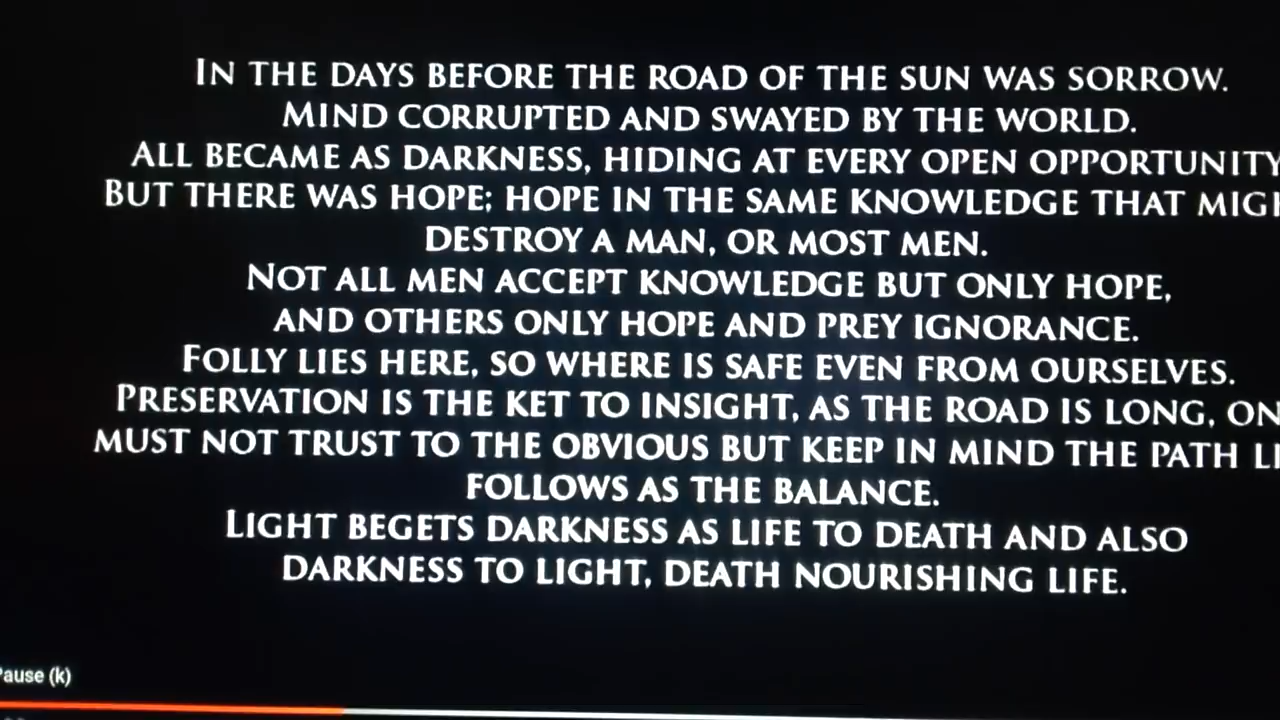 IN THE DAYS BEFORE THE ROAD OF THE SUN WAS SORROW.
MIND CORRUPTED AND SWAYED BY THE WORLD.
ALL BECAME AS DARKNESS, HIDING AT EVERY OPEN OPPORTUNITY
BUT THERE WAS HOPE; HOPE IN THE SAME KNOWLEDGE THAT
DESTROY A MAN, OR MOST MEN.
NOT ALL MEN ACCEPT KNOWLEDGE BUT ONLY HOPE,
AND OTHERS ONLY HOPE AND PREY IGNORANCE.
FOLLY LIES HERE, SO WHERE IS SAFE EVEN FROM OURSELVES.
PRESERVATION IS THE KET TO INSIGHT, AS THE ROAD IS LONG,
MUST NOT TRUST TO THE OBVIOUS BUT KEEP IN MIND THE PATH
FOLLOWS AS THE BALANCE.
LIGHT BEGETS DARKNESS AS LIFE TO DEATH AND ALSO
DARKNESS TO LIGHT, DEATH NOURISHING LIFE.
Pause (k)